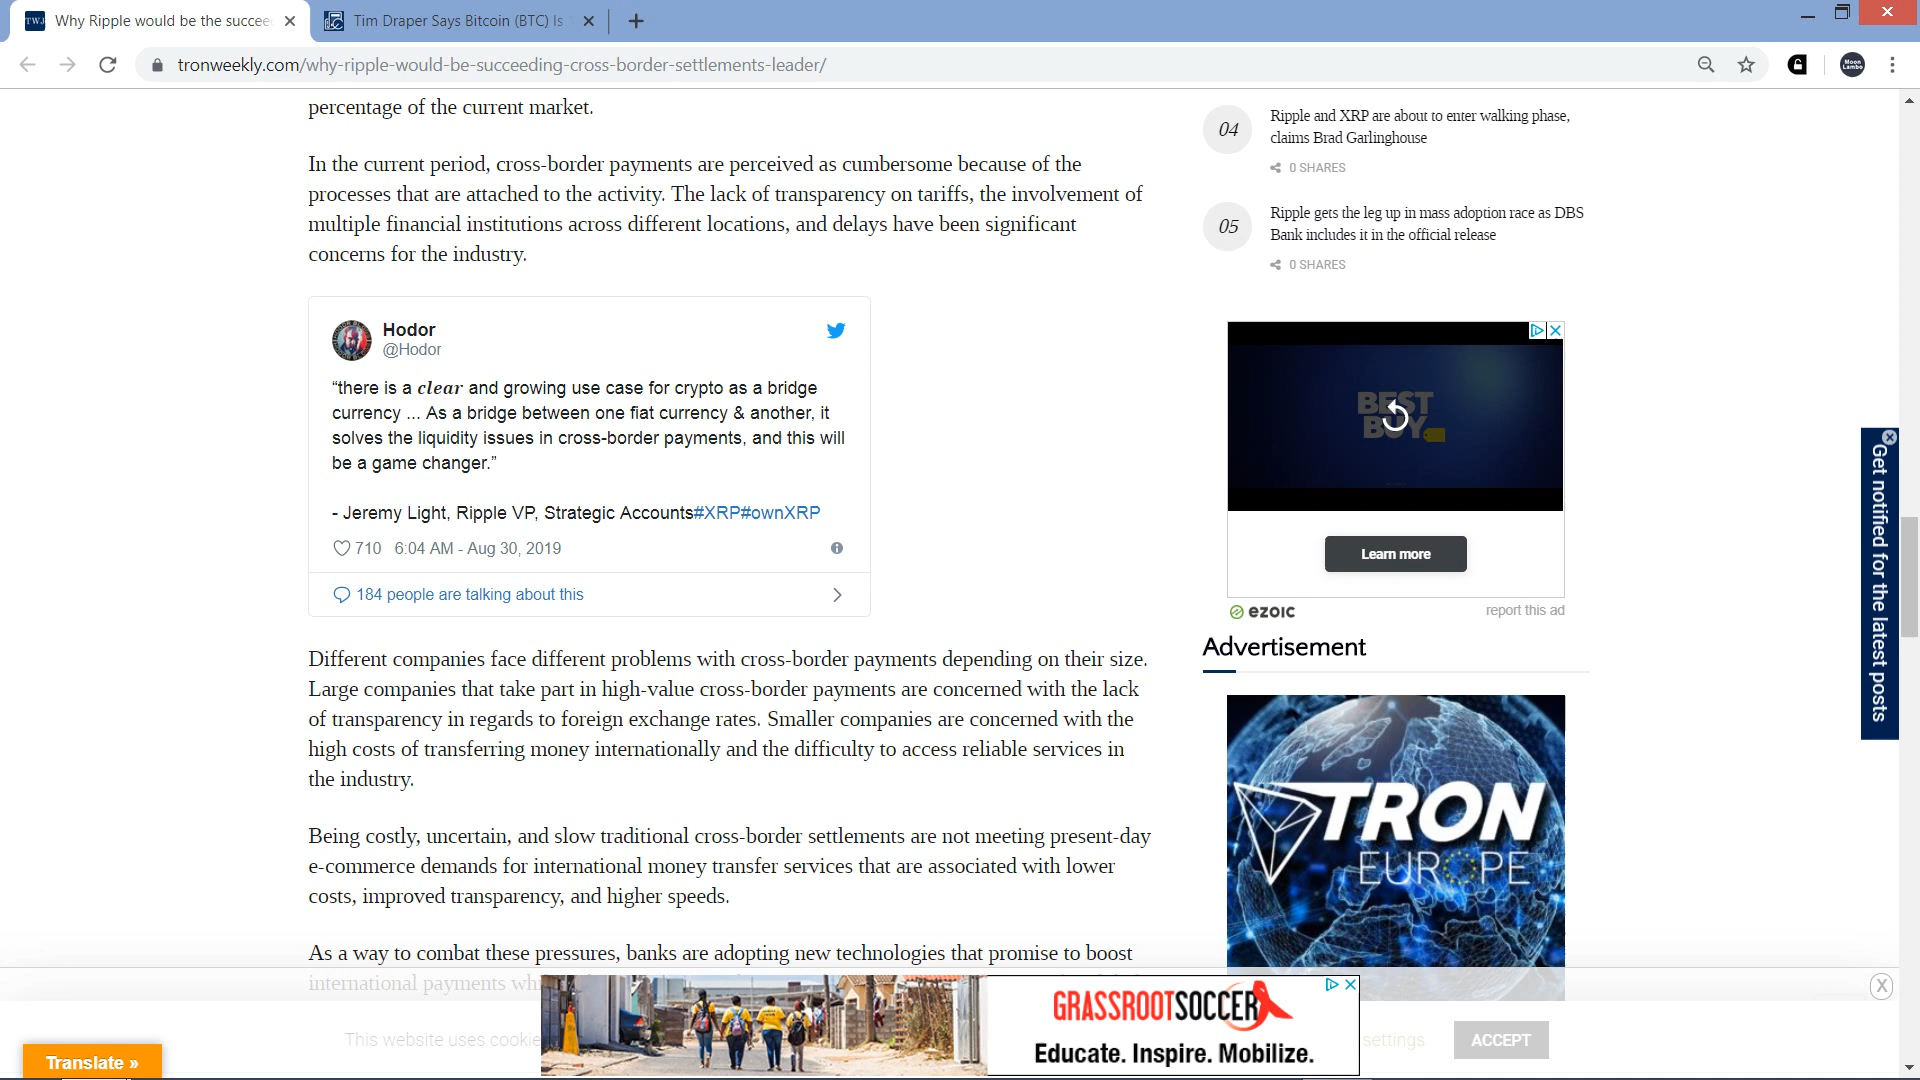 TWJ Why Ripple would be the succee
Tim Draper Says Bitcoin (BTC) Is
tronweekly.com/why-ripple-would-be-succeeding-cross-border-settlements-leader/
Moon Lambo
percentage of the current market.
In the current period, cross-border payments are perceived as cumbersome because of the
processes that are attached to the activity. The lack of transparency on tariffs, the involvement of
multiple financial institutions across different locations, and delays have been significant
concerns for the industry.
Hodor
@Hodor
“there is a clear and growing use case for crypto as a bridge
currency ... As a bridge between one fiat currency & another, it
solves the liquidity issues in cross-border payments, and this will
be a game changer.”
- Jeremy Light, Ripple VP, Strategic Accounts#XRP#ownXRP
710 6:04 AM - Aug 30, 2019
184 people are talking about this
Different companies face different problems with cross-border payments depending on their size.
Large companies that take part in high-value cross-border payments are concerned with the lack
of transparency in regards to foreign exchange rates. Smaller companies are concerned with the
high costs of transferring money internationally and the difficulty to access reliable services in
the industry.
Being costly, uncertain, and slow traditional cross-border settlements are not meeting present-day
e-commerce demands for international money transfer services that are associated with lower
costs, improved transparency, and higher speeds.
As a way to combat these pressures, banks are adopting new technologies that promise to boost
international payments
04
Ripple and XRP are about to enter walking phase,
claims Brad Garlinghouse
0 SHARES
05
Ripple gets the leg up in mass adoption race as DBS
Bank includes it in the official release
0 SHARES
BEST
BUY
Learn more
ezoic
report this ad
Advertisement
TRON
EUROPE
Get notified for the latest posts
This website uses cookie
settings
ACCEPT
GRASSROOTSOCCER
Educate. Inspire. Mobilize.
Translate »